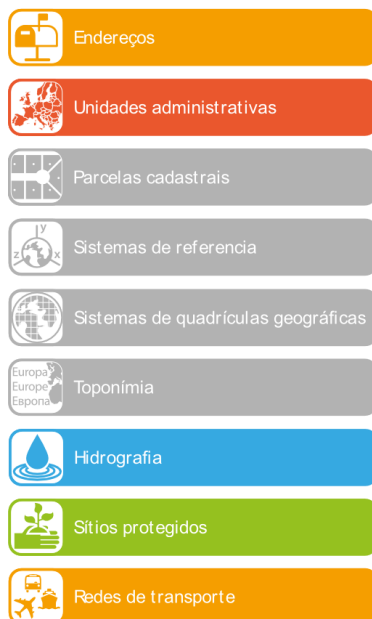 Endereços
Unidades administrativas
Parcelas cadastrais
y
z x
Sistemas de referencia
Sistemas de quadrículas geográficas
Europa
Europe
Европа
Toponímia
Hidrografia
Sítios protegidos
Redes de transporte